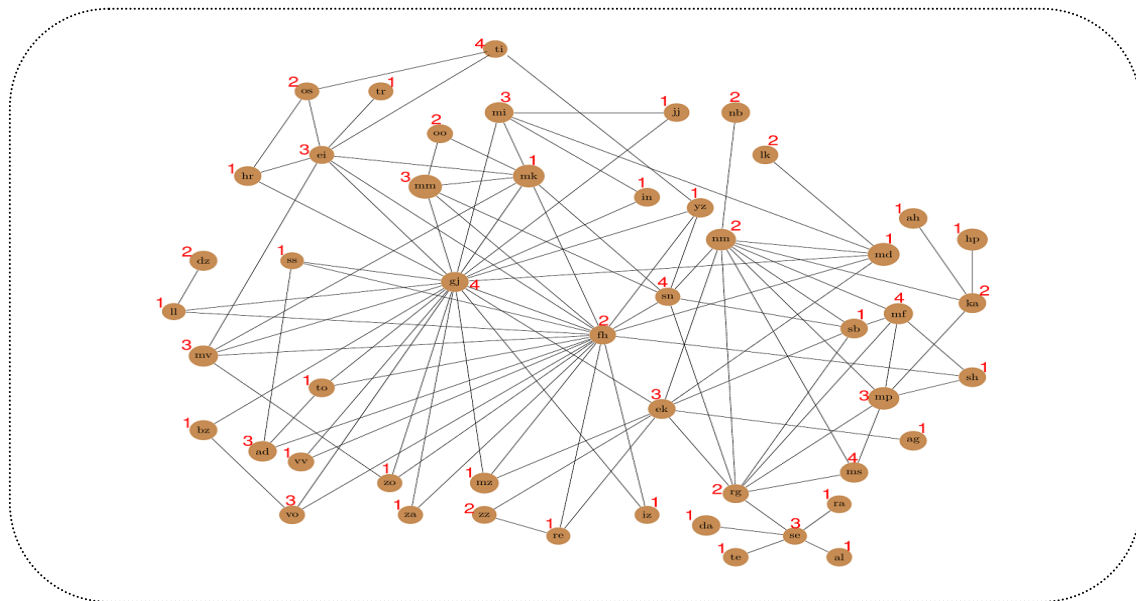 4 ti
2 os
1 tr
3 mi
1 jj
2 nb
2 oo
3 ei
2 lk
1 hr
3 mm
1 mk
1 in
1 yz
1 ah
2 nm
1 hp
1 md
2 dz
1 ss
gj 4
4 sn
2 ka
1 ll
4 mf
1 sb
2 fh
3 mv
1 sh
1 to
3 mp
3 ek
1 bz
1 ag
3 ad
1 vv
4 ms
1 zo
1 mz
2 rg
1 ra
3 vo
1 za
2 zz
1 iz
1 da
1 re
3 se
1 te
1 al